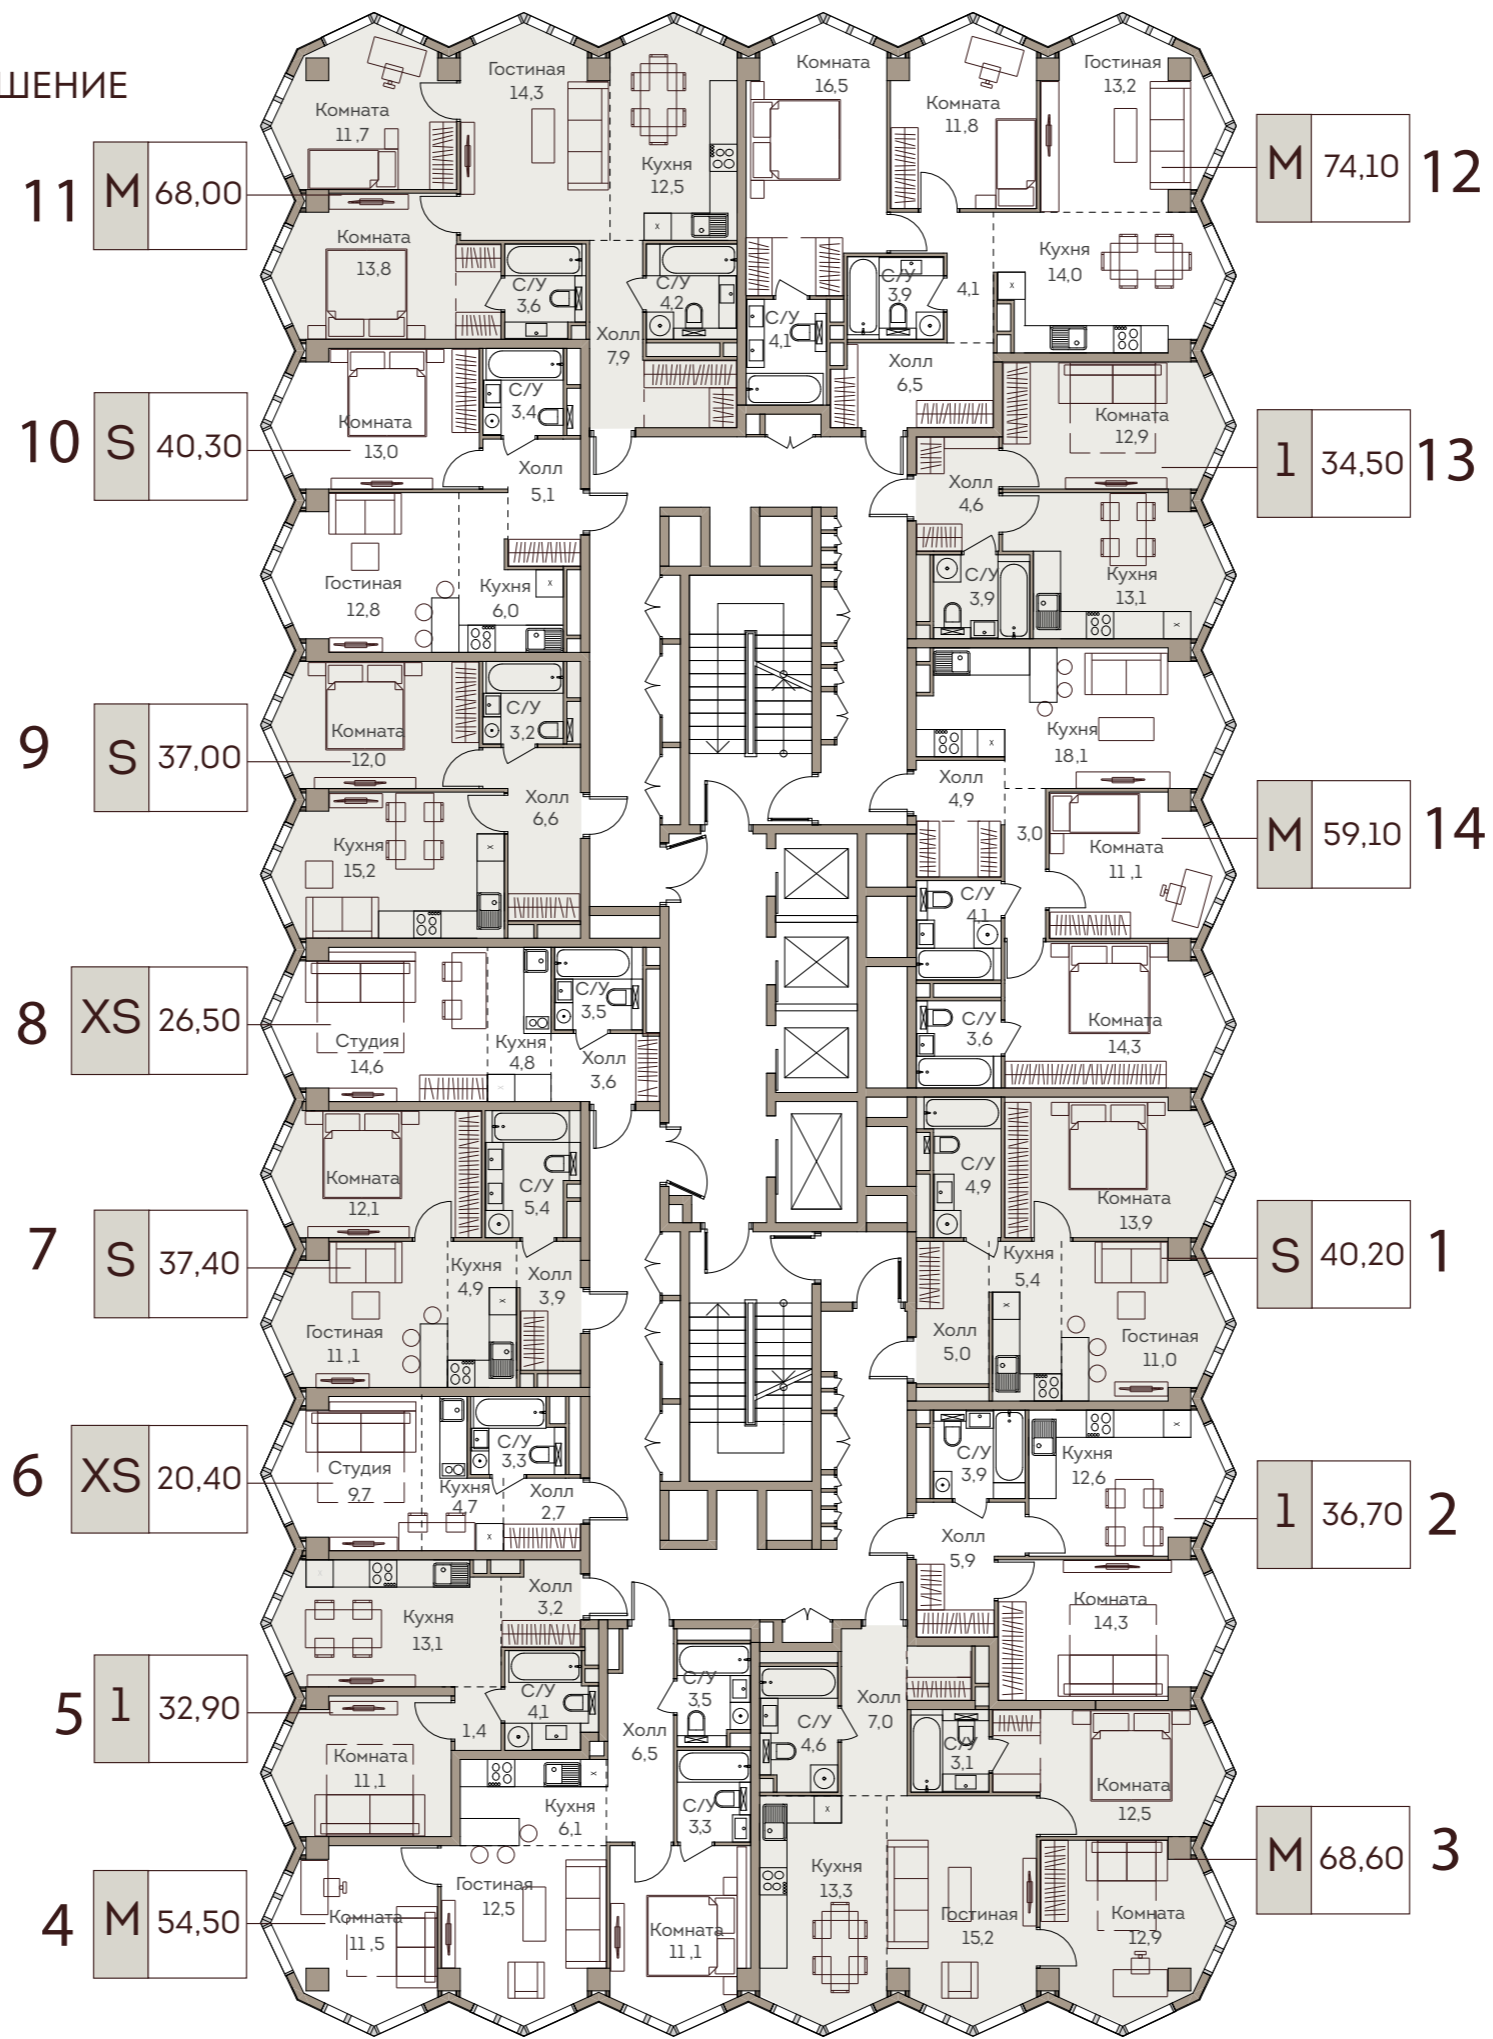 ШЕНИЕ
11 M 68,00
Комната
11,7
Гостиная
14,3
Кухня
12,5
Комната
13,8
С/У
3,6
С/У
4,2
Холл
7,9
12 M 74,10
Комната
16,5
Комната
11,8
Гостиная
13,2
Кухня
14,0
С/У
3,9
4,1
С/У
4,1
Холл
6,5
10 S 40,30
Комната
13,0
С/У
3,4
Холл
5,1
Гостиная
12,8
Кухня
6,0
13 1 34,50
Комната
12,9
Холл
4,6
С/У
3,9
Кухня
13,1
9 S 37,00
Комната
12,0
С/У
3,2
Холл
6,6
Кухня
15,2
14 M 59,10
Кухня
18,1
Холл
4,9
3,0
Комната
11,1
С/У
4,1
С/У
3,6
Комната
14,3
8 XS 26,50
Студия
14,6
Кухня
4,8
С/У
3,5
Холл
3,6
7 S 37,40
Комната
12,1
С/У
5,4
Кухня
4,9
Холл
3,9
Гостиная
11,1
1 S 40,20
С/У
4,9
Комната
13,9
Кухня
5,4
Холл
5,0
Гостиная
11,0
6 XS 20,40
Студия
9,7
Кухня
4,7
С/У
3,3
Холл
2,7
2 1 36,70
С/У
3,9
Кухня
12,6
Холл
5,9
Комната
14,3
5 1 32,90
Кухня
13,1
Холл
3,2
С/У
4,1
1,4
Комната
11,1
4 M 54,50
С/У
3,5
Холл
6,5
С/У
3,3
Кухня
6,1
Гостиная
12,5
Комната
11,5
Комната
11,1
3 M 68,60
Холл
7,0
С/У
4,6
С/У
3,1
Комната
12,5
Кухня
13,3
Гостиная
15,2
Комната
12,9